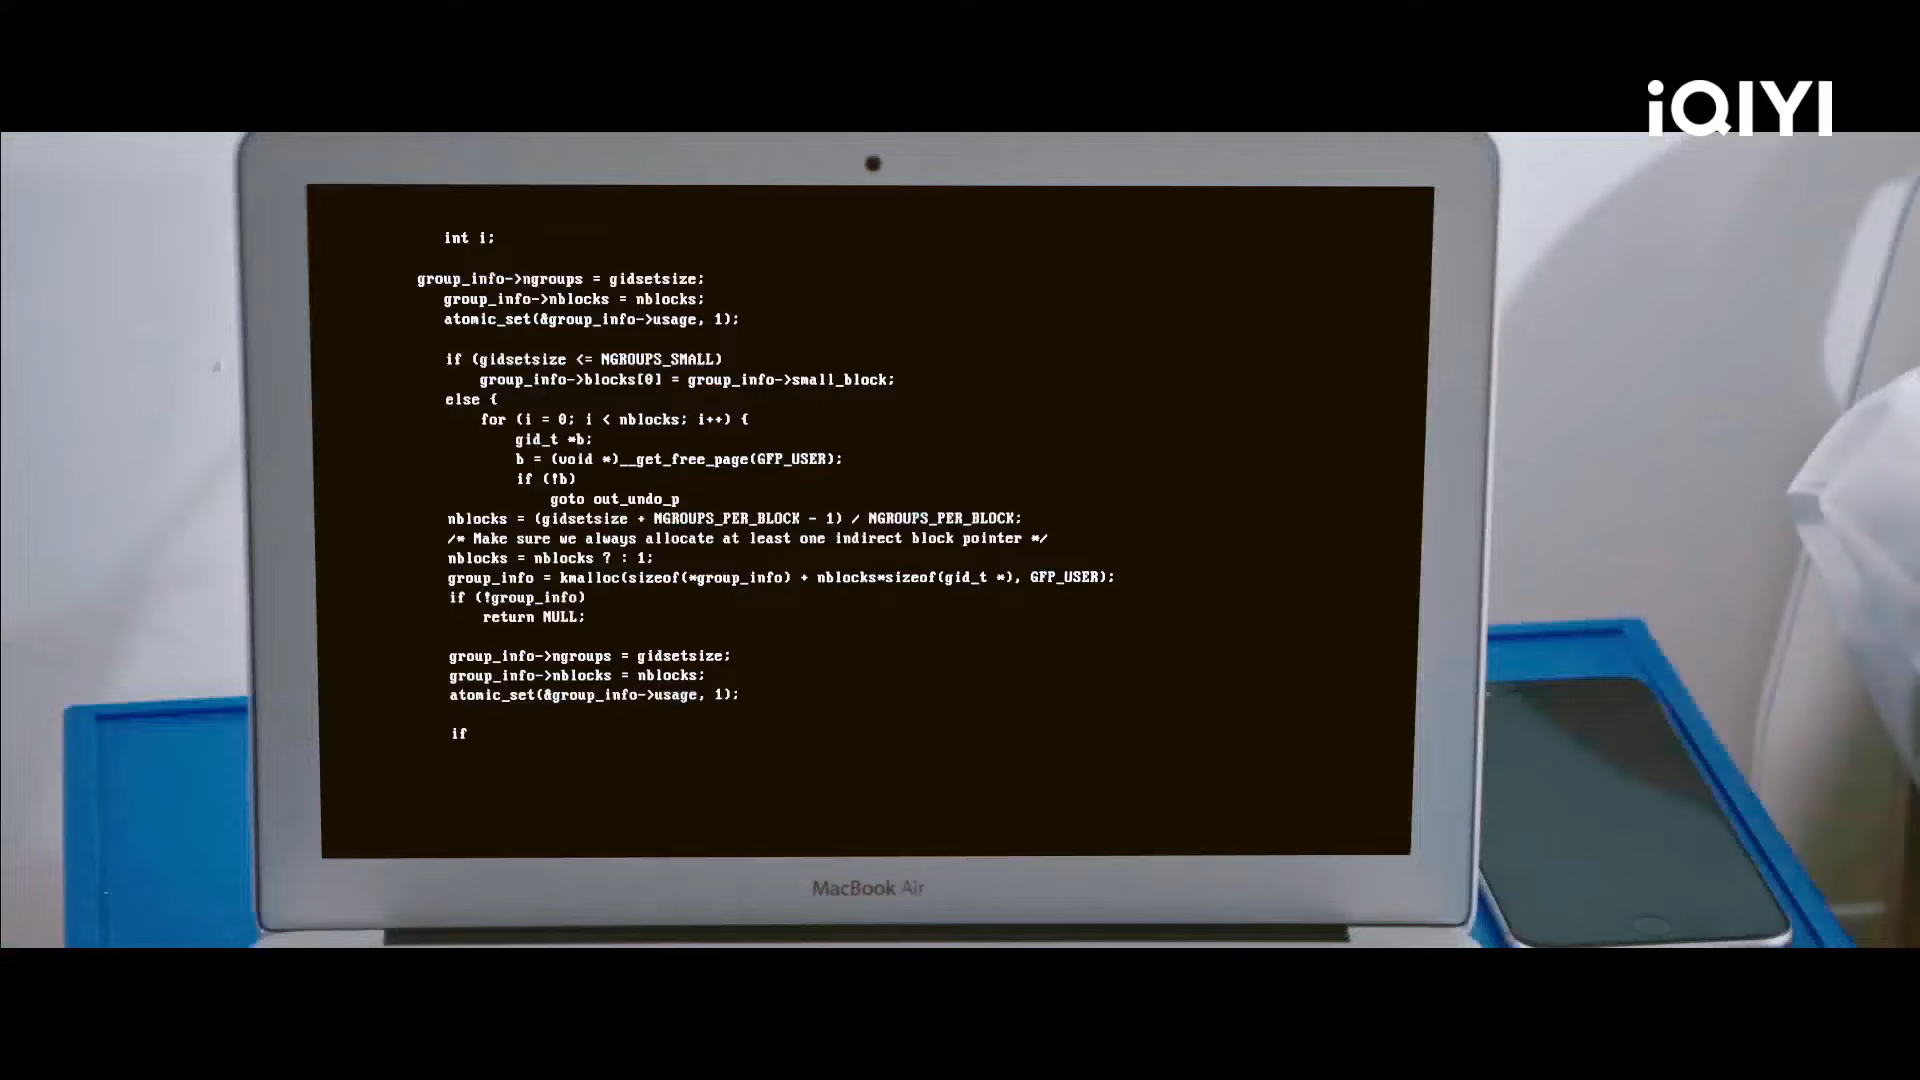 iQIYI
int i;
group_info->ngroups = gidsetsize;
group_info->nblocks = nblocks;
atomic_set(&group_info->usage, 1);
if (gidsetsize <= NGROUPS_SMALL)
group_info->blocks[0] = group_info->small_block;
else {
for (i = 0; i < nblocks; i++) {
gid_t *b;
b = (void *)__get_free_page(GFP_USER);
if (!b)
goto out_undo_p
nblocks = (gidsetsize + NGROUPS_PER_BLOCK - 1) / NGROUPS_PER_BLOCK;
/* Make sure we always allocate at least one indirect block pointer */
nblocks = nblocks ? : 1;
group_info = kmalloc(sizeof(*group_info) + nblocks*sizeof(gid_t *), GFP_USER);
if (!group_info)
return NULL;
group_info->ngroups = gidsetsize;
group_info->nblocks = nblocks;
atomic_set(&group_info->usage, 1);
if
MacBook Air